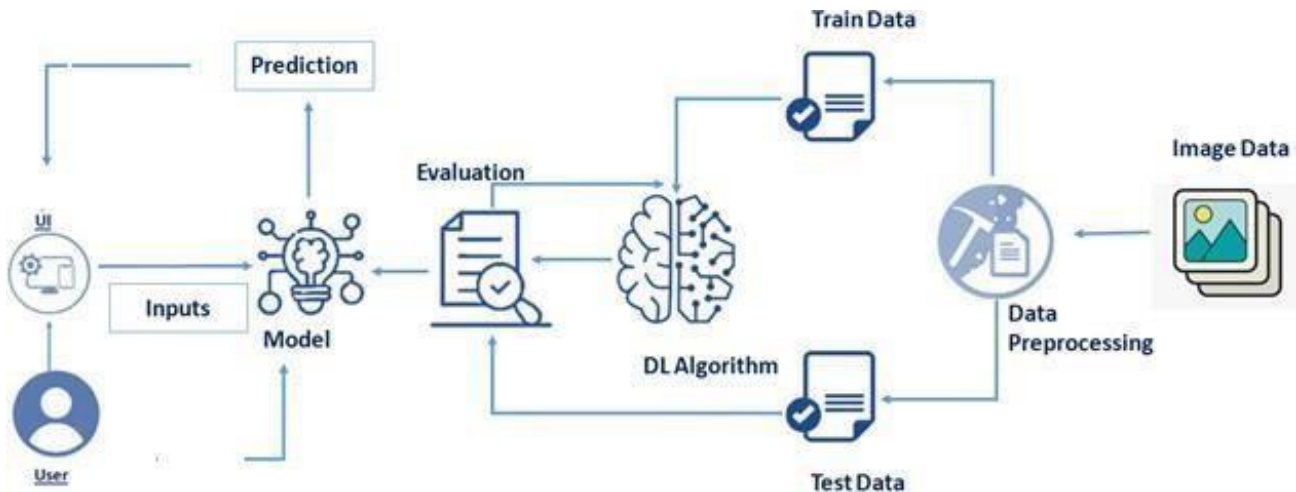 Train Data
Prediction
Image Data
Evaluation
UI
Inputs
Model
Data
Preprocessing
DL Algorithm
User
Test Data